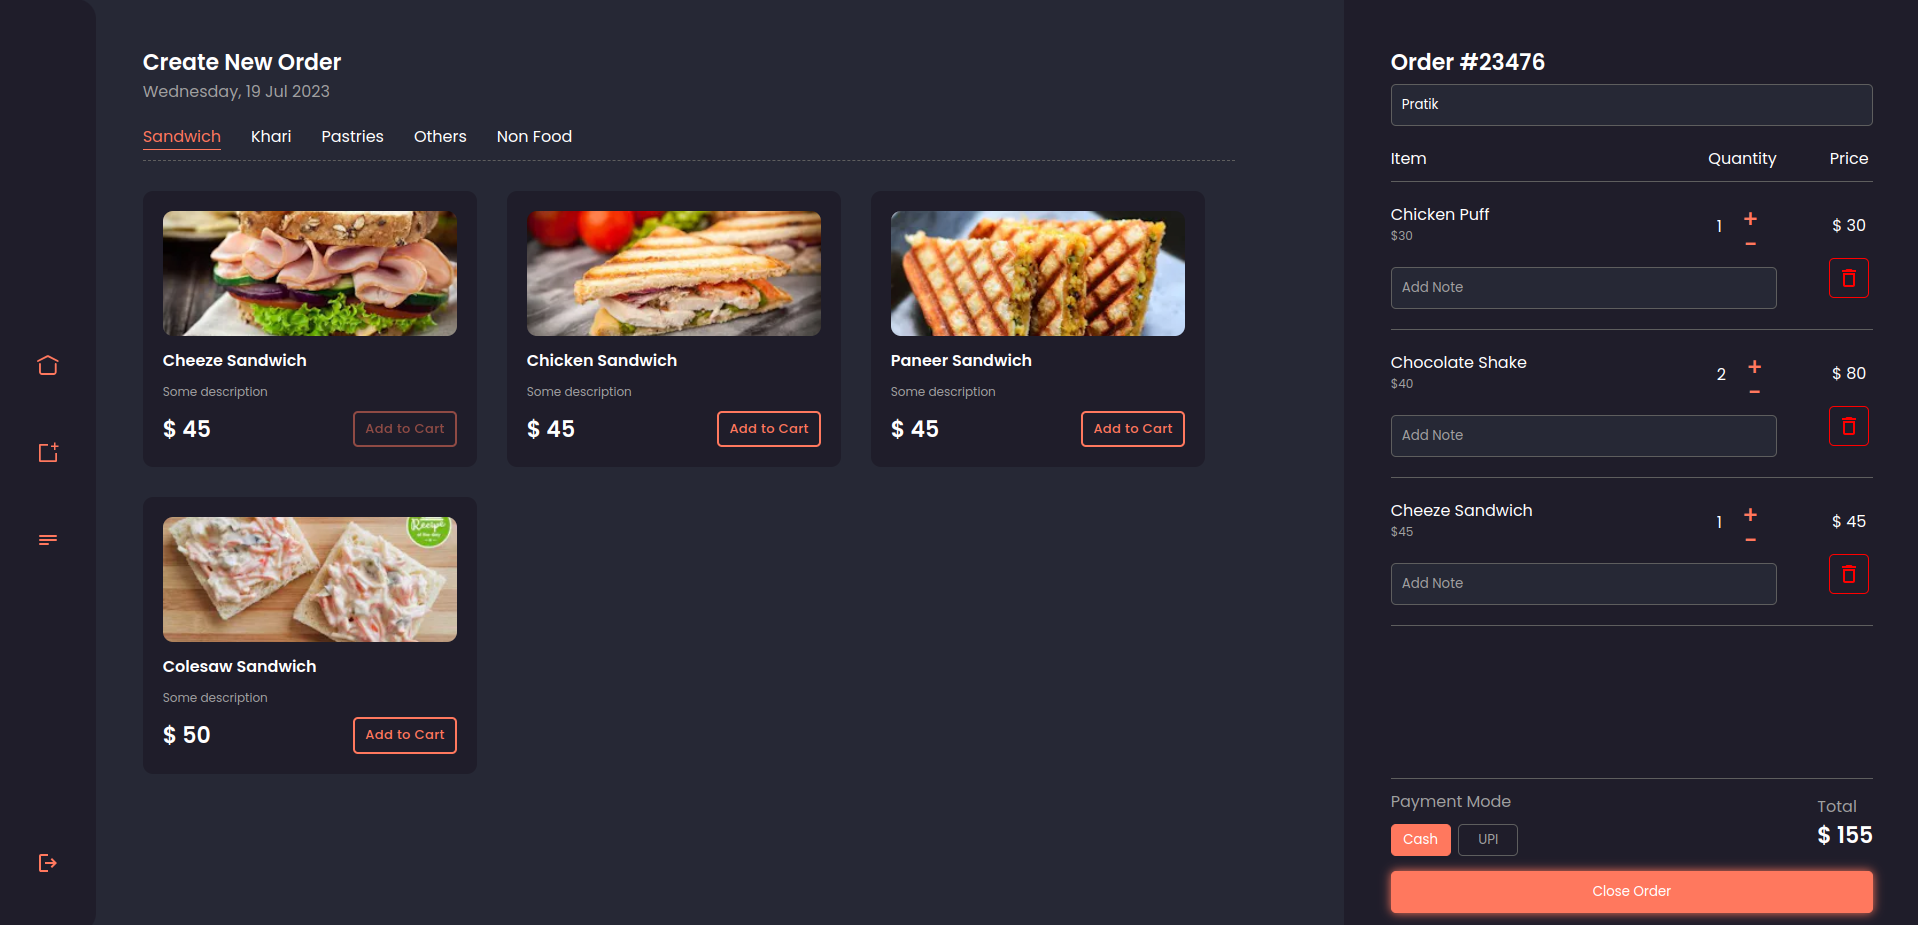 Create New Order
Wednesday, 19 Jul 2023
Sandwich Khari Pastries Others Non Food
Cheeze Sandwich
Some description
$ 45
Add to Cart
Chicken Sandwich
Some description
$ 45
Add to Cart
Paneer Sandwich
Some description
$ 45
Add to Cart
Recipe
Colesaw Sandwich
Some description
$ 50
Add to Cart
Order #23476
Pratik
Item Quantity Price
Chicken Puff
$30
1 + −
$ 30
Add Note
Chocolate Shake
$40
2 + −
$ 80
Add Note
Cheeze Sandwich
$45
1 + −
$ 45
Add Note
Payment Mode
Cash UPI
Total
$ 155
Close Order